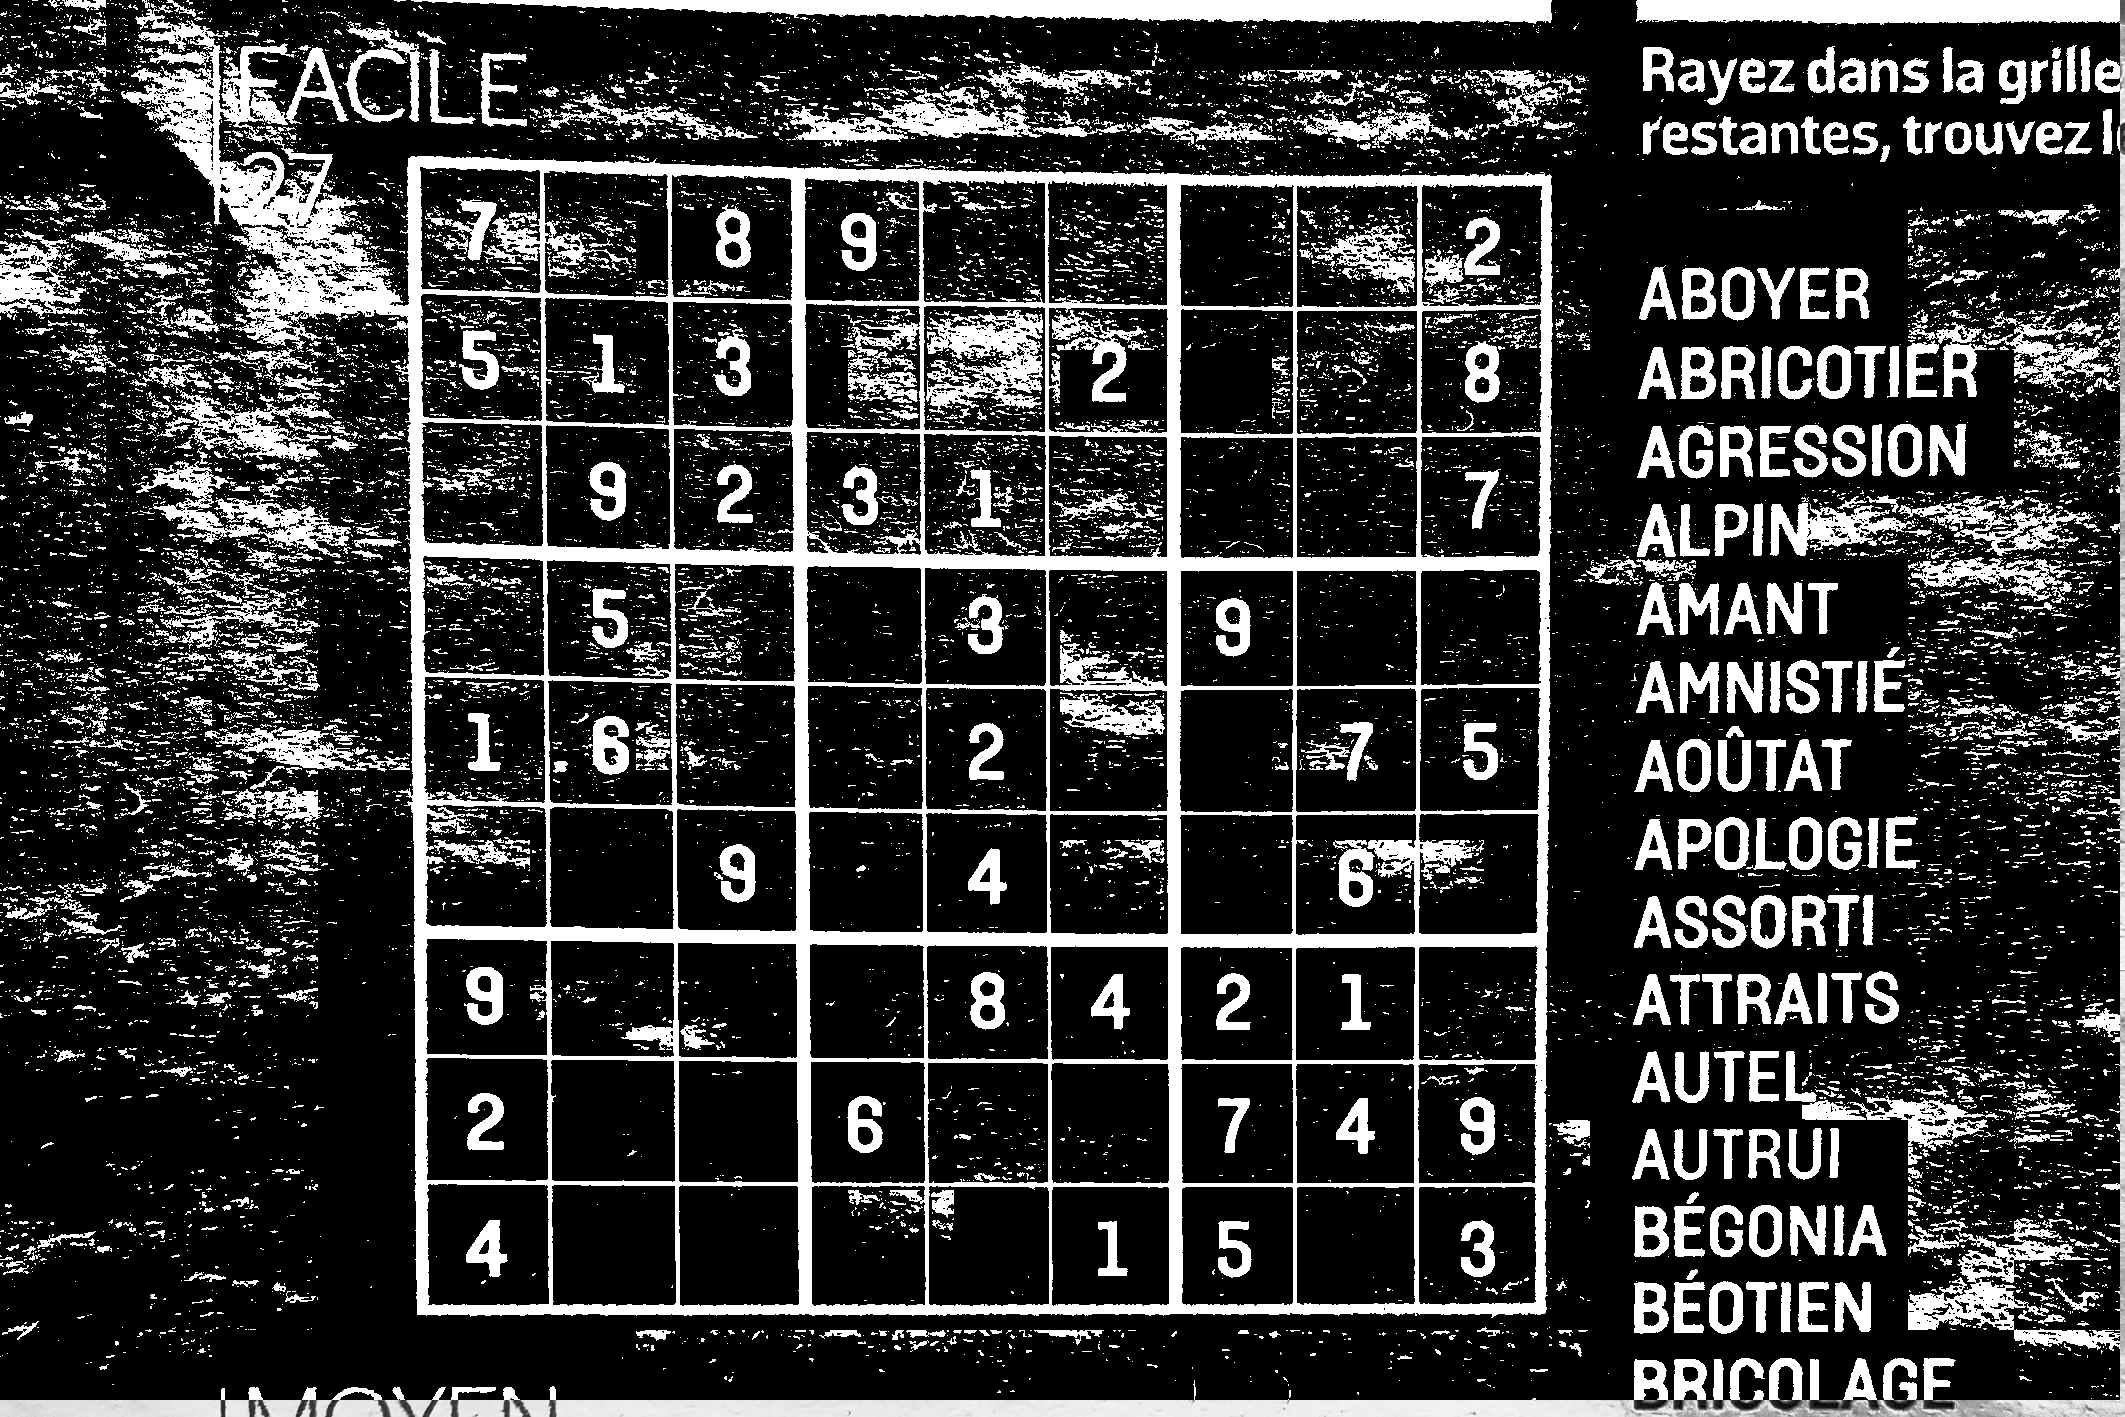 FACILE
27
7 8 9 2
5 1 3 2 8
9 2 3 1 7
5 3 9
1 6 2 7 5
9 4 6
9 8 4 2 1
2 6 7 4 9
4 1 5 3
MOYEN
Rayez dans la grille
restantes, trouvez
ABOYER
ABRICOTIER
AGRESSION
ALPIN
AMANT
AMNISTIÉ
AOÛTAT
APOLOGIE
ASSORTI
ATTRAITS
AUTEL
AUTRUI
BÉGONIA
BÉOTIEN
BRICOLAGE